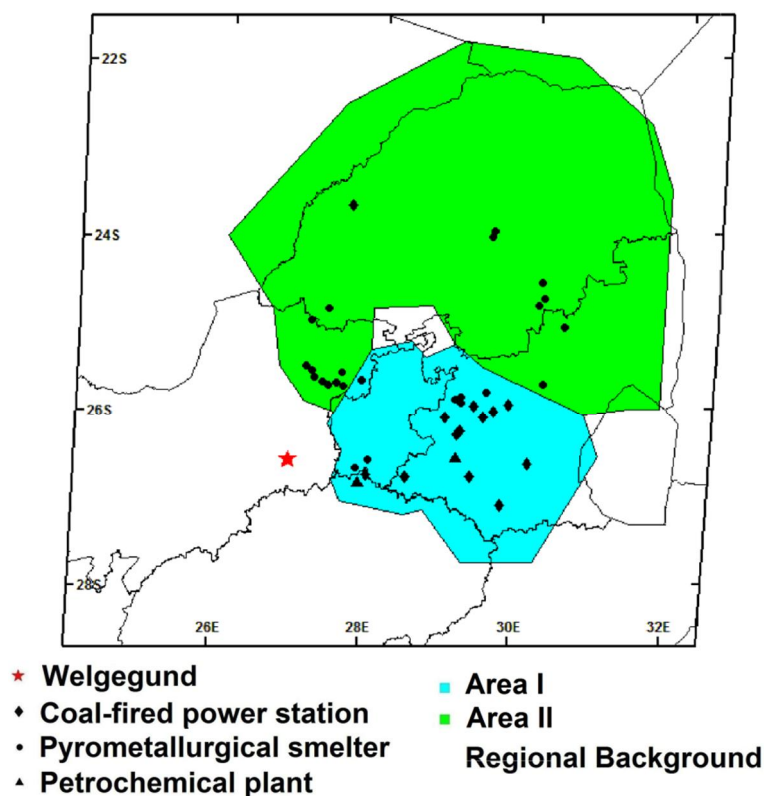 22S
24S
26S
28S
26E 28E 30E 32E
Welgegund
Coal-fired power station
Pyrometallurgical smelter
Petrochemical plant
Area I
Area II
Regional Background